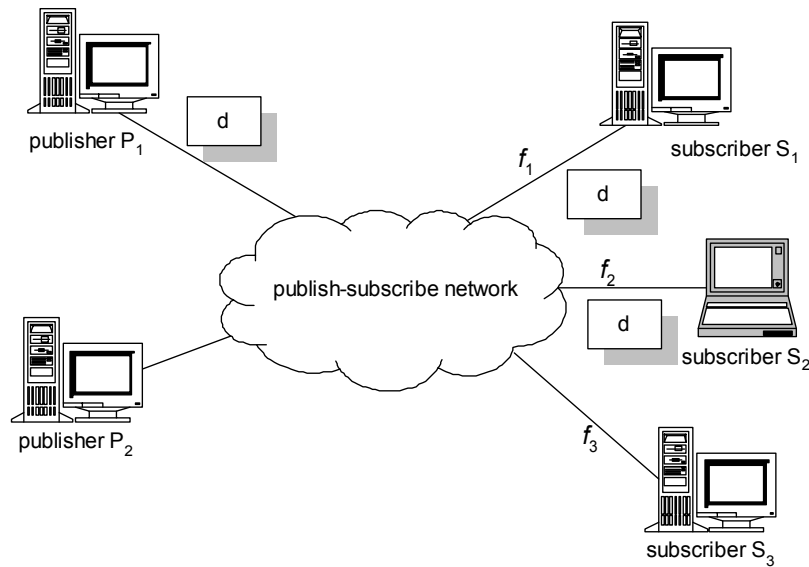 d
publisher P1
subscriber S1
f1
d
publish-subscribe network
f2
d
subscriber S2
publisher P2
f3
subscriber S3